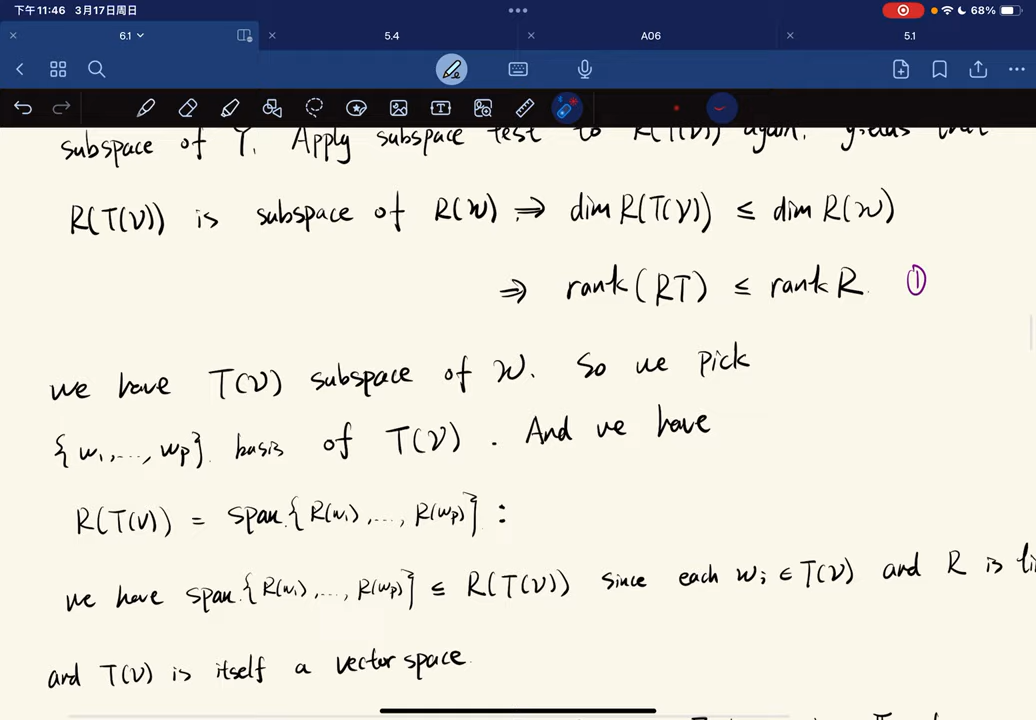 下午11:46 3月17日周日
68%
6.1
5.4
A06
5.1
subspace of Y. Apply subspace test to R(T(V)) again. yields that
R(T(V)) is subspace of R(W) ⇒ dim R(T(V)) ≤ dim R(W)
⇒ rank(RT) ≤ rank R. ①
we have T(V) subspace of W. So we pick
{w1,..., wp} basis of T(V). And we have
R(T(V)) = span{R(w1),..., R(wp)} :
we have span{R(w1),..., R(wp)} ≤ R(T(V)) since each wi ∈ T(V) and R is li
and T(V) is itself a vector space.